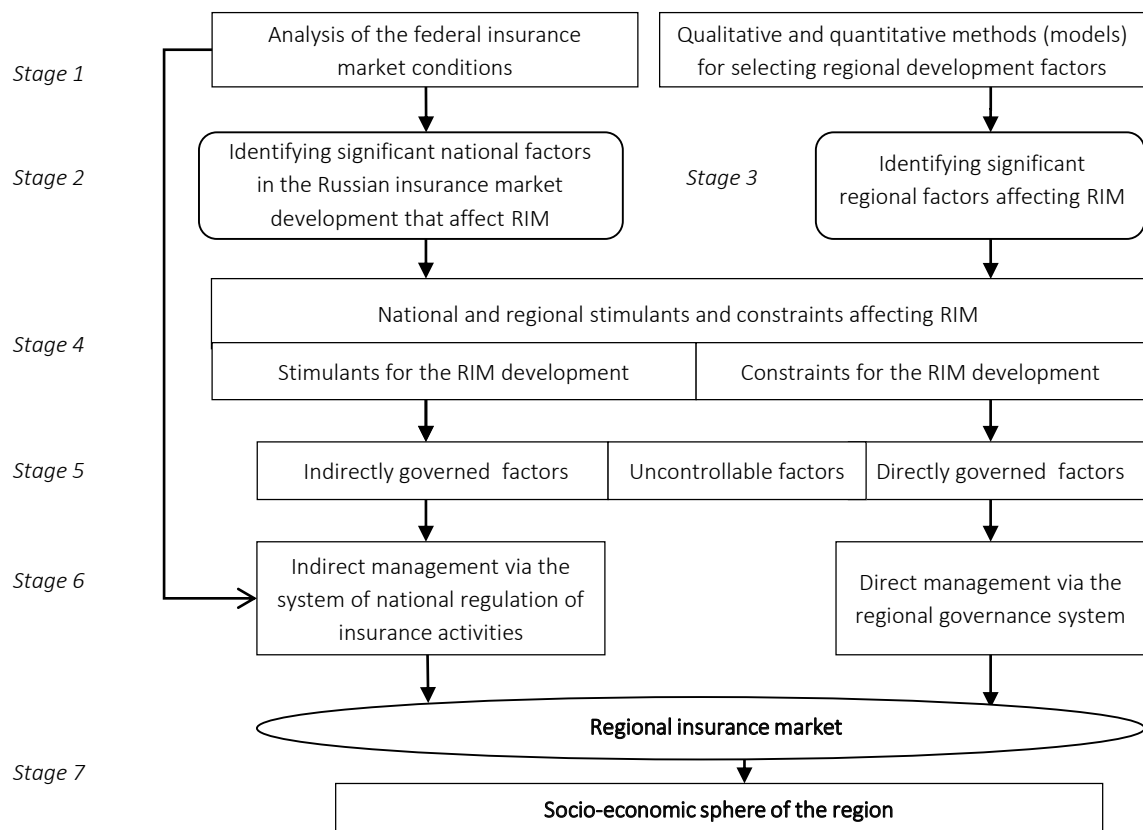 Stage 1
Analysis of the federal insurance
market conditions
Qualitative and quantitative methods (models)
for selecting regional development factors
Stage 2
Identifying significant national factors
in the Russian insurance market
development that affect RIM
Stage 3
Identifying significant
regional factors affecting RIM
Stage 4
National and regional stimulants and constraints affecting RIM
Stimulants for the RIM development
Constraints for the RIM development
Stage 5
Indirectly governed factors
Uncontrollable factors
Directly governed factors
Stage 6
Indirect management via the
system of national regulation of
insurance activities
Direct management via the
regional governance system
Regional insurance market
Stage 7
Socio-economic sphere of the region